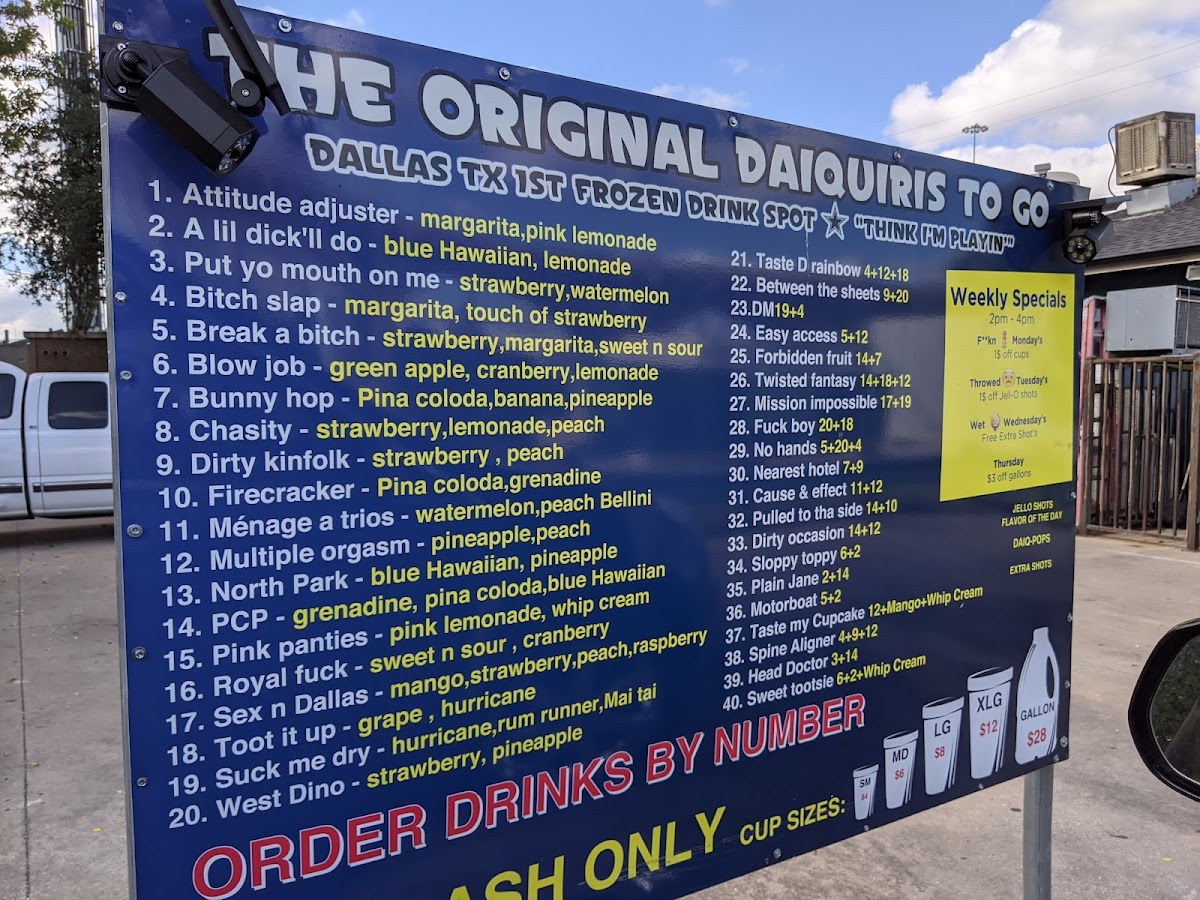 THE ORIGINAL DAIQUIRIS TO GO
DALLAS TX 1ST FROZEN DRINK SPOT ★ "THINK I'M PLAYIN'"
1. Attitude adjuster - margarita,pink lemonade
2. A lil dick'll do - blue Hawaiian, lemonade
3. Put yo mouth on me - strawberry,watermelon
4. Bitch slap - margarita, touch of strawberry
5. Break a bitch - strawberry,margarita,sweet n sour
6. Blow job - green apple, cranberry,lemonade
7. Bunny hop - Pina coloda,banana,pineapple
8. Chasity - strawberry,lemonade,peach
9. Dirty kinfolk - strawberry , peach
10. Firecracker - Pina coloda,grenadine
11. Ménage a trios - watermelon,peach Bellini
12. Multiple orgasm - pineapple,peach
13. North Park - blue Hawaiian, pineapple
14. PCP - grenadine, pina coloda,blue Hawaiian
15. Pink panties - pink lemonade, whip cream
16. Royal fuck - sweet n sour , cranberry
17. Sex n Dallas - mango,strawberry,peach,raspberry
18. Toot it up - grape , hurricane
19. Suck me dry - hurricane,rum runner,Mai tai
20. West Dino - strawberry, pineapple
21. Taste D rainbow 4+12+18
22. Between the sheets 9+20
23.DM19+4
24. Easy access 5+12
25. Forbidden fruit 14+7
26. Twisted fantasy 14+18+12
27. Mission impossible 17+19
28. Fuck boy 20+18
29. No hands 5+20+4
30. Nearest hotel 7+9
31. Cause & effect 11+12
32. Pulled to tha side 14+10
33. Dirty occasion 14+12
34. Sloppy toppy 6+2
35. Plain Jane 2+14
36. Motorboat 5+2
37. Taste my Cupcake 12+Mango+Whip Cream
38. Spine Aligner 4+9+12
39. Head Doctor 3+14
40. Sweet tootsie 6+2+Whip Cream
Weekly Specials
2pm - 4pm
F**kn Monday's
1$ off cups
Throwed Tuesday's
1$ off Jell-O shots
Wet Wednesday's
Free Extra Shot's
Thursday
$3 off gallons
JELLO SHOTS
FLAVOR OF THE DAY
DAIQ-POPS
EXTRA SHOTS
ORDER DRINKS BY NUMBER
ASH ONLY
CUP SIZES:
SM
$4
MD
$6
LG
$8
XLG
$12
GALLON
$28